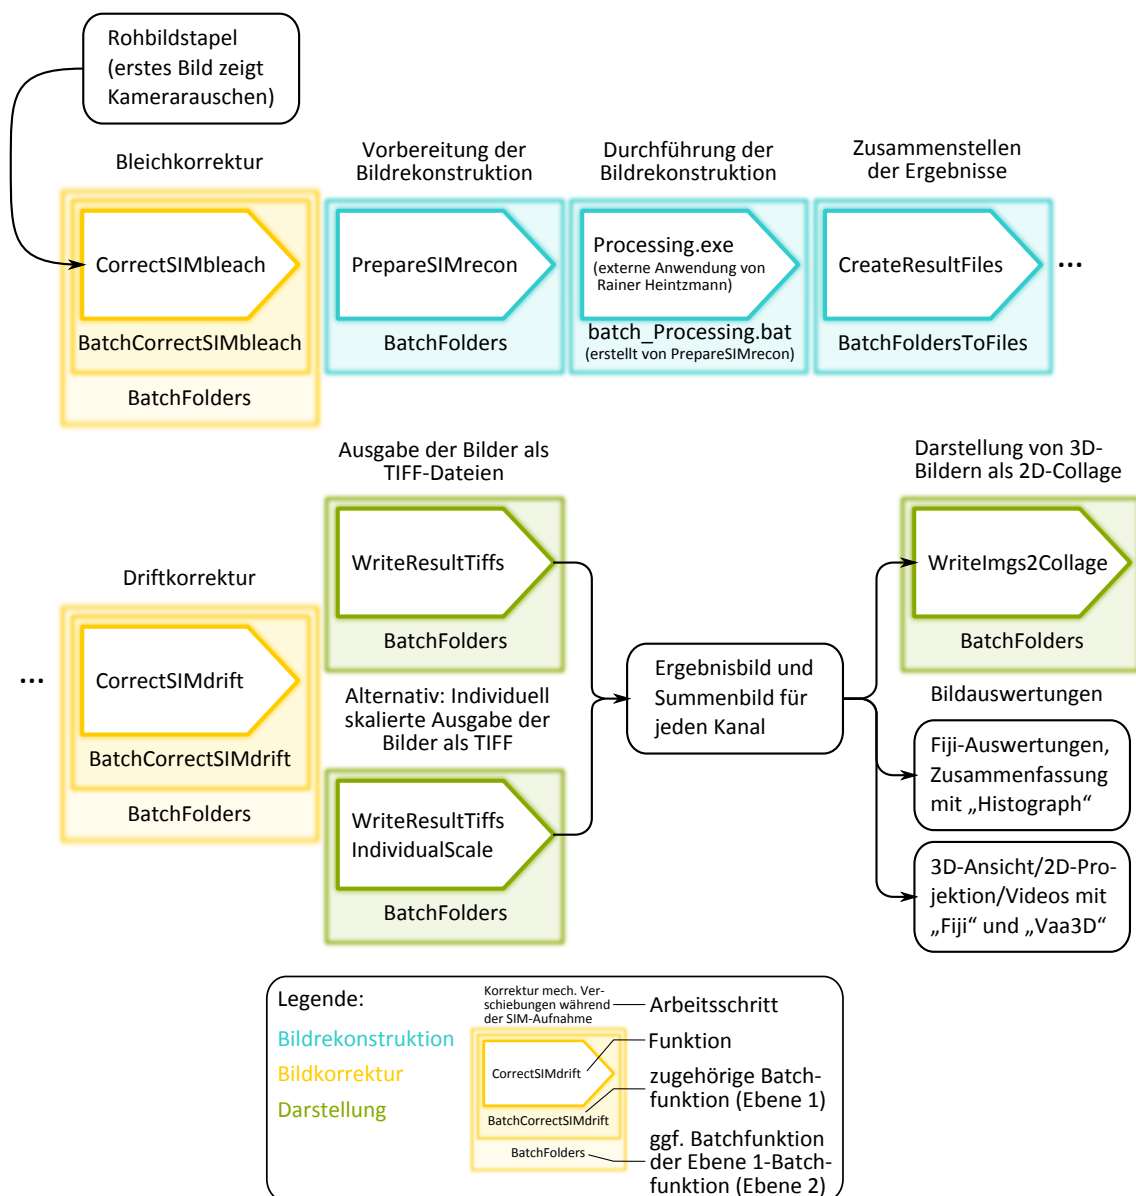 Rohbildstapel
(erstes Bild zeigt
Kamerarauschen)
Bleichkorrektur
CorrectSIMbleach
BatchCorrectSIMbleach
BatchFolders
Vorbereitung der
Bildrekonstruktion
PrepareSIMrecon
BatchFolders
Durchführung der
Bildrekonstruktion
Processing.exe
(externe Anwendung von
Rainer Heintzmann)
batch_Processing.bat
(erstellt von PrepareSIMrecon)
Zusammenstellen
der Ergebnisse
CreateResultFiles
BatchFoldersToFiles
...
...
Driftkorrektur
CorrectSIMdrift
BatchCorrectSIMdrift
BatchFolders
Ausgabe der Bilder als
TIFF-Dateien
WriteResultTiffs
BatchFolders
Alternativ: Individuell
skalierte Ausgabe der
Bilder als TIFF
WriteResultTiffs
IndividualScale
BatchFolders
Ergebnisbild und
Summenbild für
jeden Kanal
Darstellung von 3D-
Bildern als 2D-Collage
WriteImgs2Collage
BatchFolders
Bildauswertungen
Fiji-Auswertungen,
Zusammenfassung
mit „Histograph“
3D-Ansicht/2D-Pro-
jektion/Videos mit
„Fiji“ und „Vaa3D“
Legende:
Bildrekonstruktion
Bildkorrektur
Darstellung
Korrektur mech. Ver-
schiebungen während
der SIM-Aufnahme
CorrectSIMdrift
BatchCorrectSIMdrift
BatchFolders
Arbeitsschritt
Funktion
zugehörige Batch-
funktion (Ebene 1)
ggf. Batchfunktion
der Ebene 1-Batch-
funktion (Ebene 2)